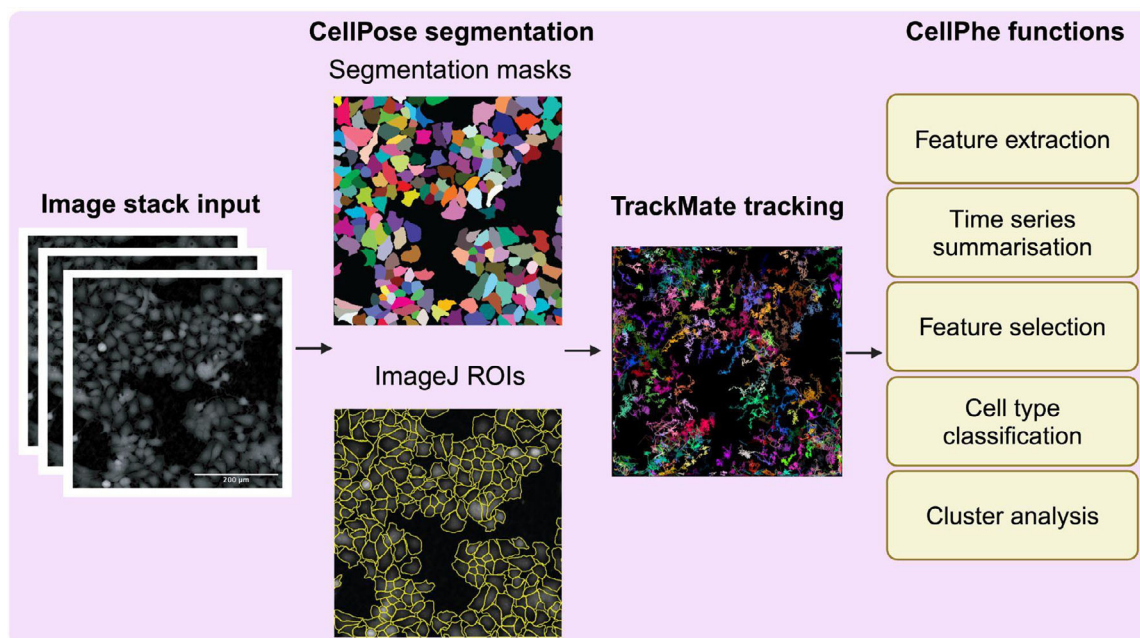 Image stack input
200 µm
CellPose segmentation
Segmentation masks
ImageJ ROIs
TrackMate tracking
CellPhe functions
Feature extraction
Time series
summarisation
Feature selection
Cell type
classification
Cluster analysis